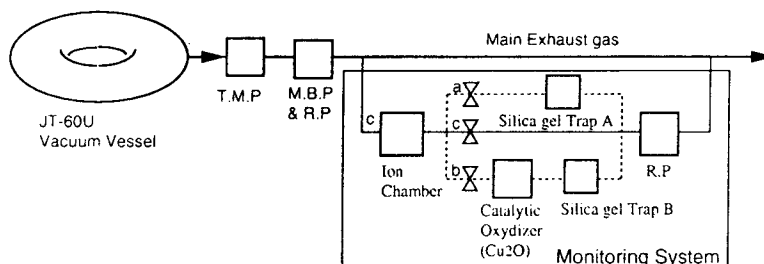 Main Exhaust gas
T.M.P
M.B.P
& R.P
JT-60U
Vacuum Vessel
a
Silica gel Trap A
c
c
R.P
Ion
Chamber
b
Catalytic
Oxydizer
(Cu2O)
Silica gel Trap B
Monitoring System